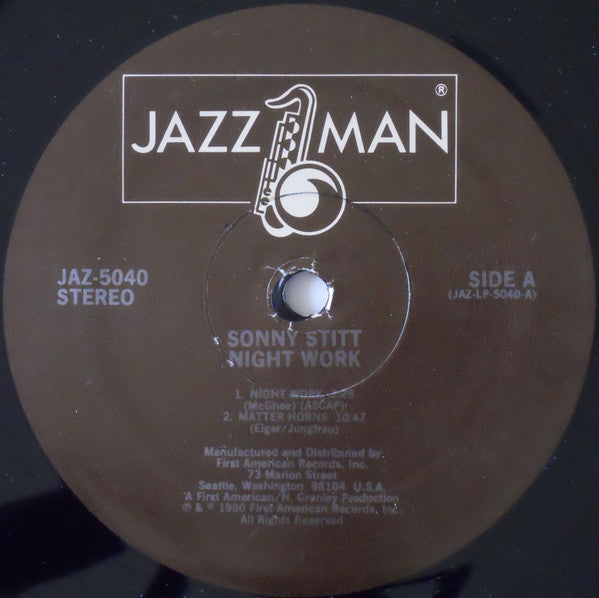 JAZZ MAN ®
JAZ-5040
STEREO
SIDE A
(JAZ-LP-5040-A)
SONNY STITT
NIGHT WORK
1. NIGHT WORK
(McGhee) (ASCAP)
2. MATTER HORNS 10:47
(Eiger/Jungfrau)
Manufactured and Distributed by
First American Records, Inc.
73 Marion Street
Seattle, Washington 98104 U.S.A.
A First American/N. Granley Production
© & ℗ 1980 First American Records, Inc.
All Rights Reserved